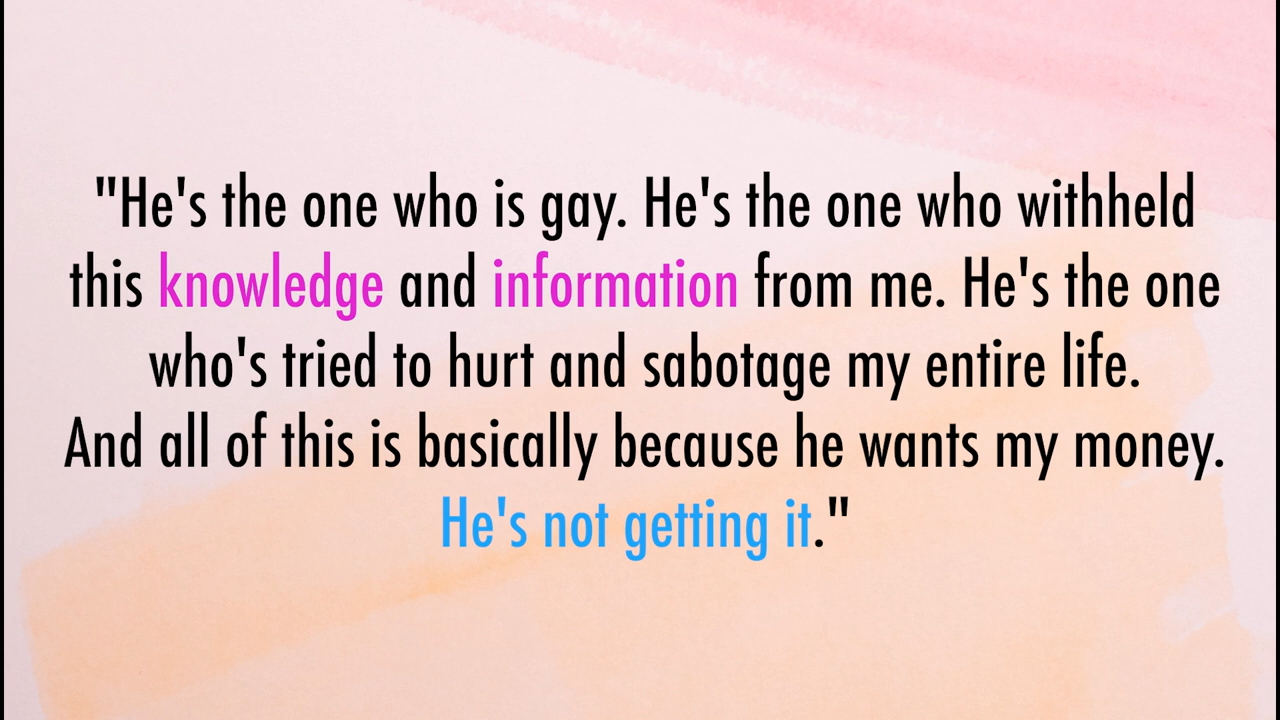 "He's the one who is gay. He's the one who withheld
this knowledge and information from me. He's the one
who's tried to hurt and sabotage my entire life.
And all of this is basically because he wants my money.
He's not getting it."